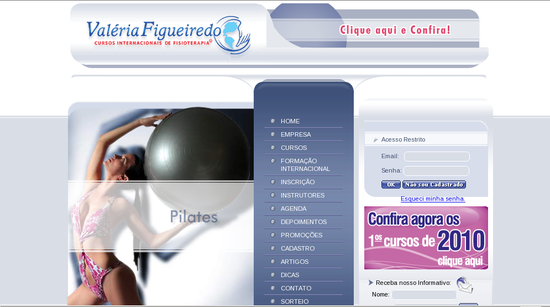 Valéria Figueiredo
CURSOS INTERNACIONAIS DE FISIOTERAPIA
Clique aqui e Confira!
Pilates
HOME
EMPRESA
CURSOS
FORMAÇÃO
INTERNACIONAL
INSCRIÇÃO
INSTRUTORES
AGENDA
DEPOIMENTOS
PROMOÇÕES
CADASTRO
ARTIGOS
DICAS
CONTATO
SORTEIO
Acesso Restrito
Email:
Senha:
OK Não sou Cadastrado
Esqueci minha senha.
Confira agora os
1os cursos de 2010
clique aqui
Receba nosso Informativo:
Nome: